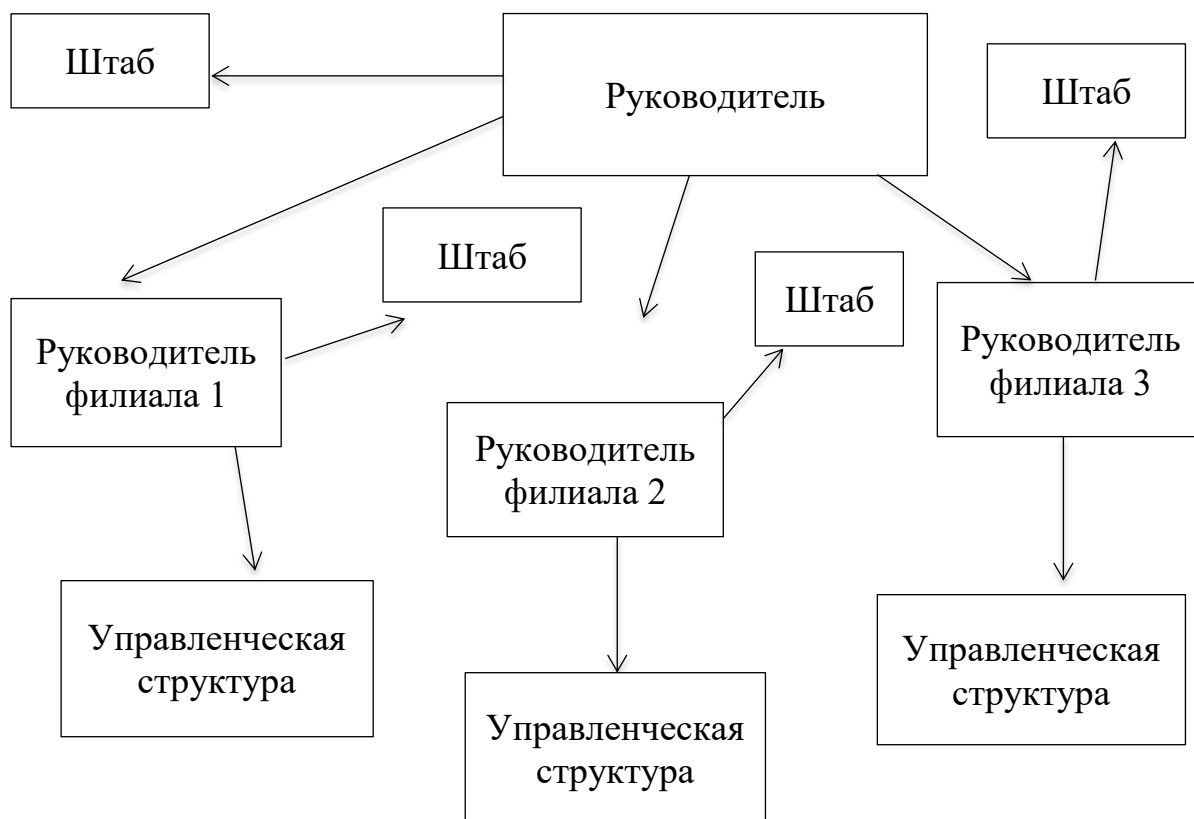 Штаб
Руководитель
Штаб
Штаб
Штаб
Руководитель
филиала 1
Руководитель
филиала 2
Руководитель
филиала 3
Управленческая
структура
Управленческая
структура
Управленческая
структура